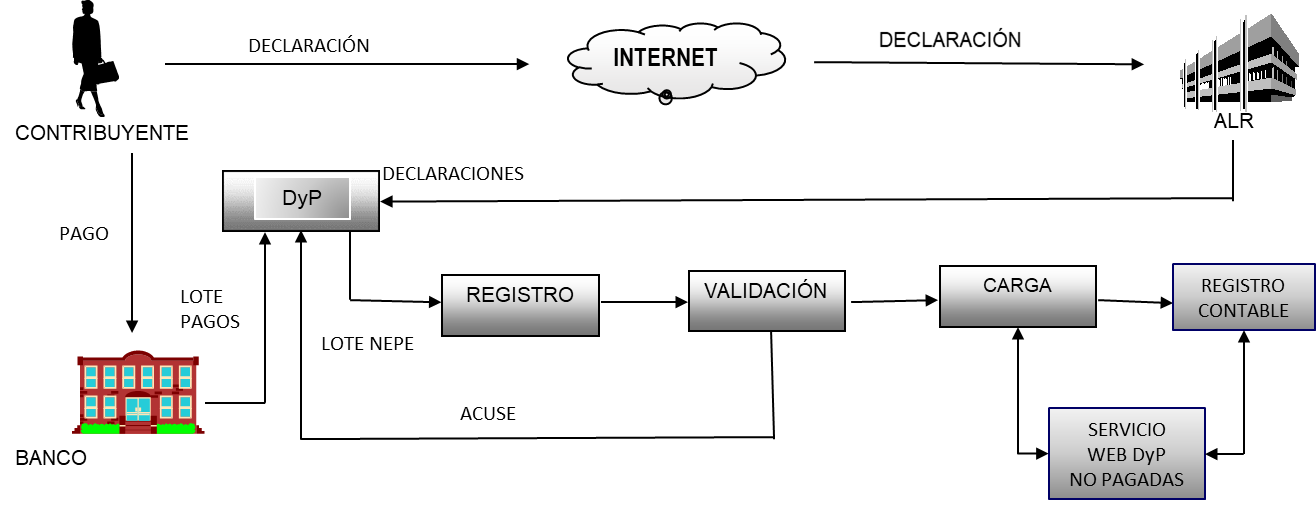 DECLARACIÓN
INTERNET
DECLARACIÓN
CONTRIBUYENTE
ALR
DECLARACIONES
DyP
PAGO
LOTE
PAGOS
LOTE NEPE
REGISTRO
VALIDACIÓN
CARGA
REGISTRO
CONTABLE
ACUSE
BANCO
SERVICIO
WEB DyP
NO PAGADAS